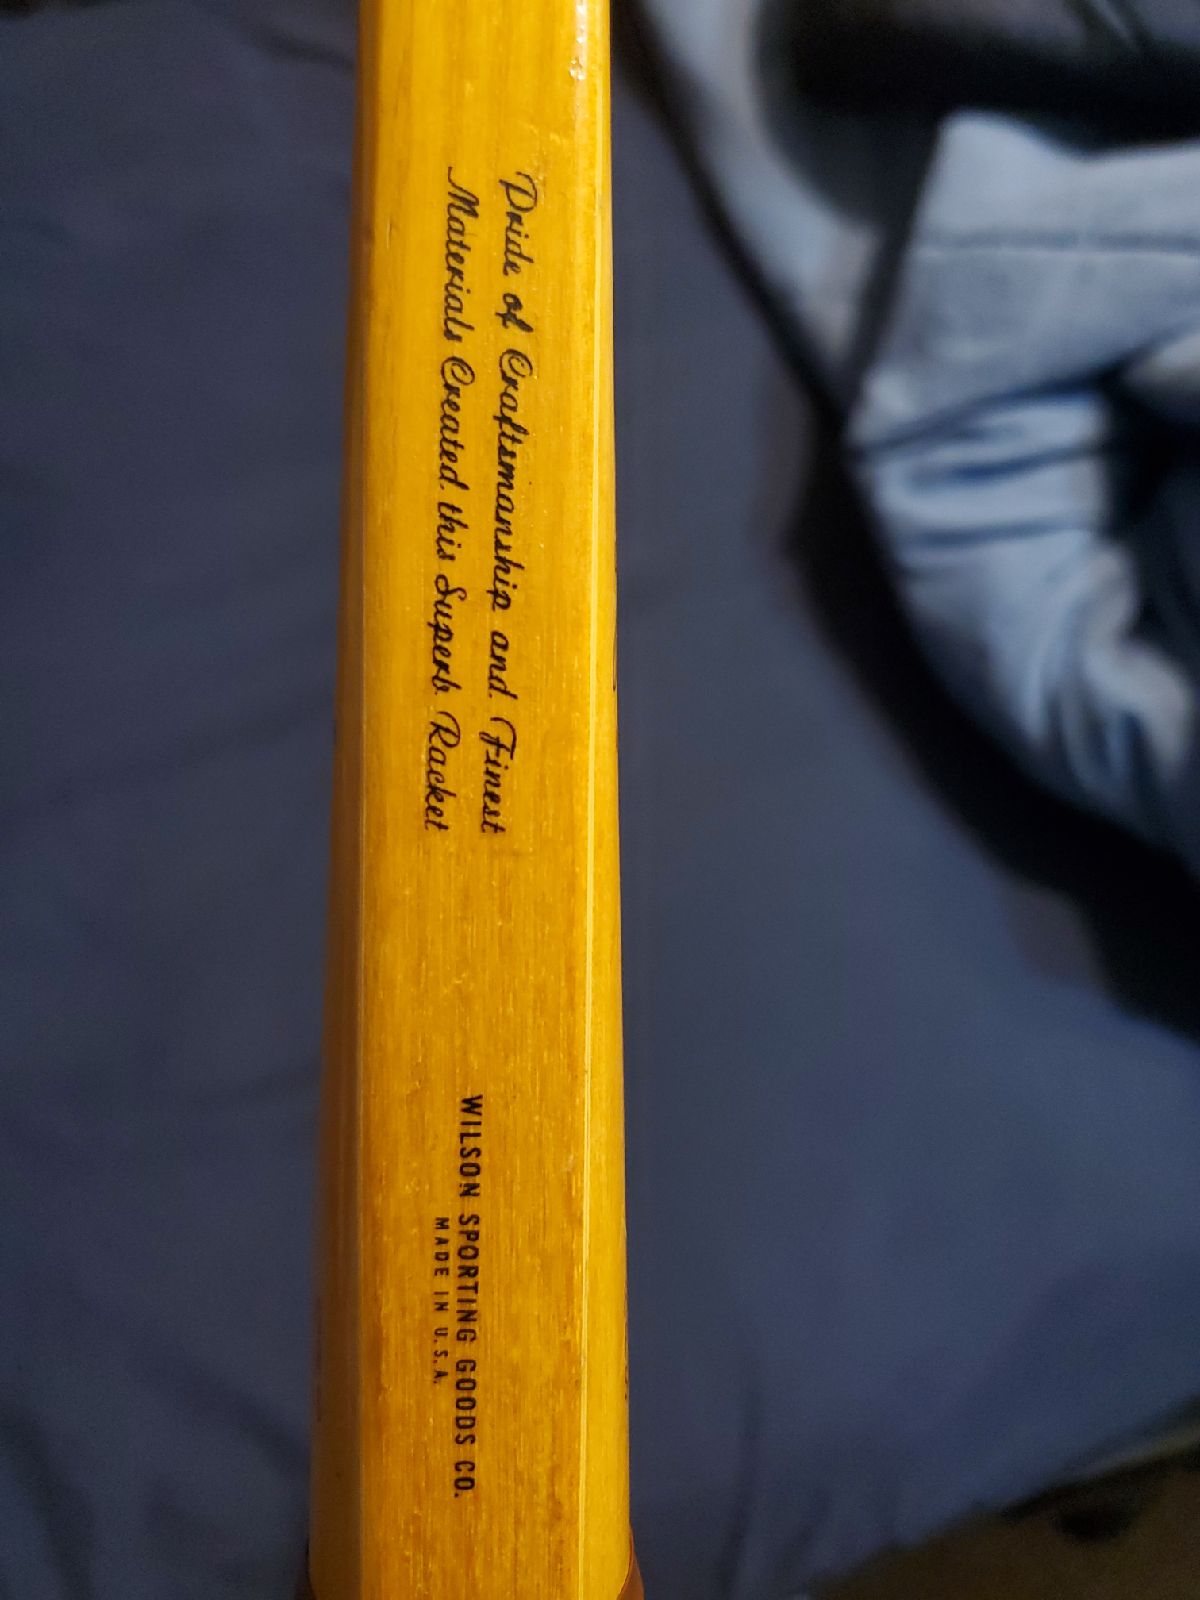 Pride of Craftsmanship and Finest
Materials Created this Superb Racket
WILSON SPORTING GOODS CO.
MADE IN U.S.A.